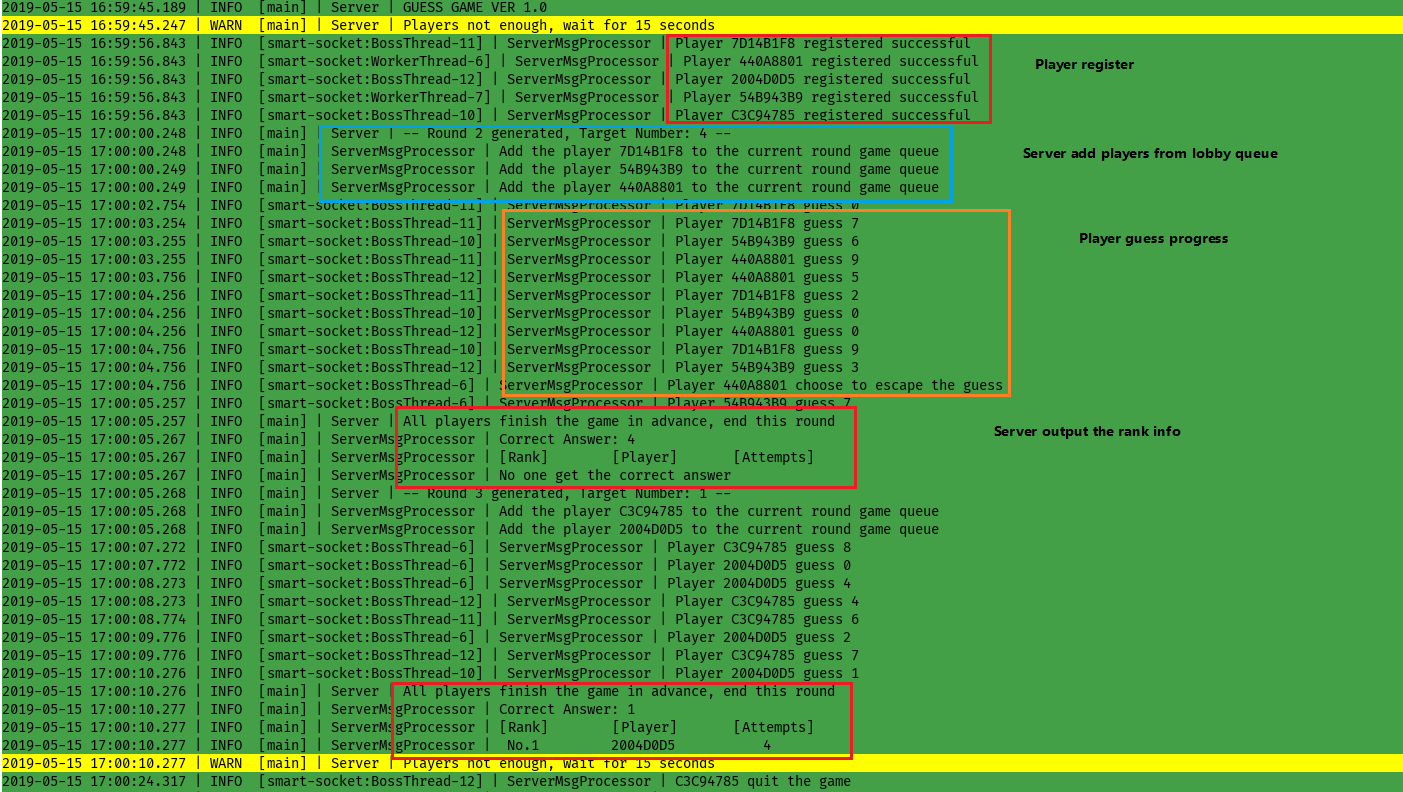 2019-05-15 16:59:45.189 | INFO  [main] | Server | GUESS GAME VER 1.0
2019-05-15 16:59:45.247 | WARN  [main] | Server | Players not enough, wait for 15 seconds
2019-05-15 16:59:56.843 | INFO  [smart-socket:BossThread-11] | ServerMsgProcessor | Player 7D14B1F8 registered successful
2019-05-15 16:59:56.843 | INFO  [smart-socket:WorkerThread-6] | ServerMsgProcessor | Player 440A8801 registered successful
Player register
2019-05-15 16:59:56.843 | INFO  [smart-socket:BossThread-12] | ServerMsgProcessor | Player 2004D0D5 registered successful
2019-05-15 16:59:56.843 | INFO  [smart-socket:WorkerThread-7] | ServerMsgProcessor | Player 54B943B9 registered successful
2019-05-15 16:59:56.843 | INFO  [smart-socket:BossThread-10] | ServerMsgProcessor | Player C3C94785 registered successful
2019-05-15 17:00:00.248 | INFO  [main] | Server | -- Round 2 generated, Target Number: 4 --
2019-05-15 17:00:00.248 | INFO  [main] | ServerMsgProcessor | Add the player 7D14B1F8 to the current round game queue
Server add players from lobby queue
2019-05-15 17:00:00.249 | INFO  [main] | ServerMsgProcessor | Add the player 54B943B9 to the current round game queue
2019-05-15 17:00:00.249 | INFO  [main] | ServerMsgProcessor | Add the player 440A8801 to the current round game queue
2019-05-15 17:00:02.754 | INFO  [smart-socket:BossThread-11] | ServerMsgProcessor | Player 7D14B1F8 guess 0
2019-05-15 17:00:03.254 | INFO  [smart-socket:BossThread-11] | ServerMsgProcessor | Player 7D14B1F8 guess 7
2019-05-15 17:00:03.255 | INFO  [smart-socket:BossThread-10] | ServerMsgProcessor | Player 54B943B9 guess 6
Player guess progress
2019-05-15 17:00:03.255 | INFO  [smart-socket:BossThread-11] | ServerMsgProcessor | Player 440A8801 guess 9
2019-05-15 17:00:03.756 | INFO  [smart-socket:BossThread-12] | ServerMsgProcessor | Player 440A8801 guess 5
2019-05-15 17:00:04.256 | INFO  [smart-socket:BossThread-11] | ServerMsgProcessor | Player 7D14B1F8 guess 2
2019-05-15 17:00:04.256 | INFO  [smart-socket:BossThread-10] | ServerMsgProcessor | Player 54B943B9 guess 0
2019-05-15 17:00:04.256 | INFO  [smart-socket:BossThread-12] | ServerMsgProcessor | Player 440A8801 guess 0
2019-05-15 17:00:04.756 | INFO  [smart-socket:BossThread-10] | ServerMsgProcessor | Player 7D14B1F8 guess 9
2019-05-15 17:00:04.756 | INFO  [smart-socket:BossThread-12] | ServerMsgProcessor | Player 54B943B9 guess 3
2019-05-15 17:00:04.756 | INFO  [smart-socket:BossThread-6] | ServerMsgProcessor | Player 440A8801 choose to escape the guess
2019-05-15 17:00:05.257 | INFO  [smart-socket:BossThread-6] | ServerMsgProcessor | Player 54B943B9 guess 7
2019-05-15 17:00:05.257 | INFO  [main] | Server | All players finish the game in advance, end this round
Server output the rank info
2019-05-15 17:00:05.267 | INFO  [main] | ServerMsgProcessor | Correct Answer: 4
2019-05-15 17:00:05.267 | INFO  [main] | ServerMsgProcessor | [Rank]        [Player]       [Attempts]
2019-05-15 17:00:05.267 | INFO  [main] | ServerMsgProcessor | No one get the correct answer
2019-05-15 17:00:05.268 | INFO  [main] | Server | -- Round 3 generated, Target Number: 1 --
2019-05-15 17:00:05.268 | INFO  [main] | ServerMsgProcessor | Add the player C3C94785 to the current round game queue
2019-05-15 17:00:05.268 | INFO  [main] | ServerMsgProcessor | Add the player 2004D0D5 to the current round game queue
2019-05-15 17:00:07.272 | INFO  [smart-socket:BossThread-6] | ServerMsgProcessor | Player C3C94785 guess 8
2019-05-15 17:00:07.772 | INFO  [smart-socket:BossThread-6] | ServerMsgProcessor | Player 2004D0D5 guess 0
2019-05-15 17:00:08.273 | INFO  [smart-socket:BossThread-6] | ServerMsgProcessor | Player 2004D0D5 guess 4
2019-05-15 17:00:08.273 | INFO  [smart-socket:BossThread-12] | ServerMsgProcessor | Player C3C94785 guess 4
2019-05-15 17:00:08.774 | INFO  [smart-socket:BossThread-11] | ServerMsgProcessor | Player C3C94785 guess 6
2019-05-15 17:00:09.776 | INFO  [smart-socket:BossThread-6] | ServerMsgProcessor | Player 2004D0D5 guess 2
2019-05-15 17:00:09.776 | INFO  [smart-socket:BossThread-12] | ServerMsgProcessor | Player C3C94785 guess 7
2019-05-15 17:00:10.276 | INFO  [smart-socket:BossThread-10] | ServerMsgProcessor | Player 2004D0D5 guess 1
2019-05-15 17:00:10.276 | INFO  [main] | Server | All players finish the game in advance, end this round
2019-05-15 17:00:10.277 | INFO  [main] | ServerMsgProcessor | Correct Answer: 1
2019-05-15 17:00:10.277 | INFO  [main] | ServerMsgProcessor | [Rank]        [Player]       [Attempts]
2019-05-15 17:00:10.277 | INFO  [main] | ServerMsgProcessor |  No.1         2004D0D5           4
2019-05-15 17:00:10.277 | WARN  [main] | Server | Players not enough, wait for 15 seconds
2019-05-15 17:00:24.317 | INFO  [smart-socket:BossThread-12] | ServerMsgProcessor | C3C94785 quit the game